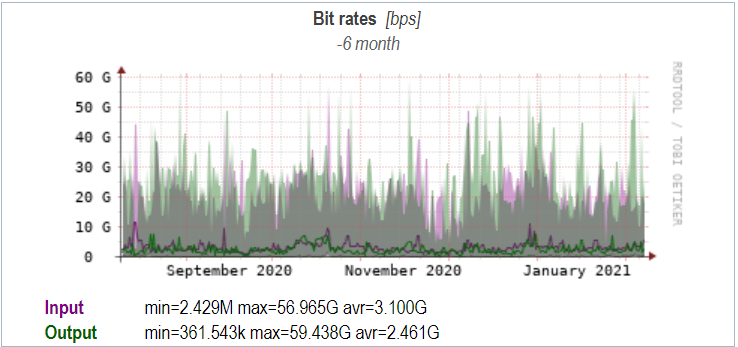 Bit rates [bps]
-6 month
60 G
50 G
40 G
30 G
20 G
10 G
0
September 2020 November 2020 January 2021
RRDTOOL / TOBI OETIKER
Input min=2.429M max=56.965G avr=3.100G
Output min=361.543k max=59.438G avr=2.461G